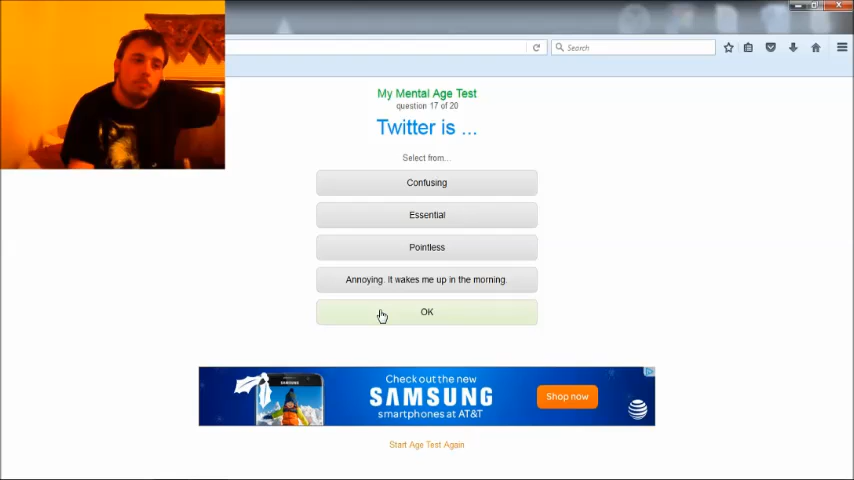 Search
My Mental Age Test
question 17 of 20
Twitter is ...
Select from...
Confusing
Essential
Pointless
Annoying. It wakes me up in the morning.
OK
SAMSUNG
Check out the new
SAMSUNG
smartphones at AT&T
Shop now
Start Age Test Again